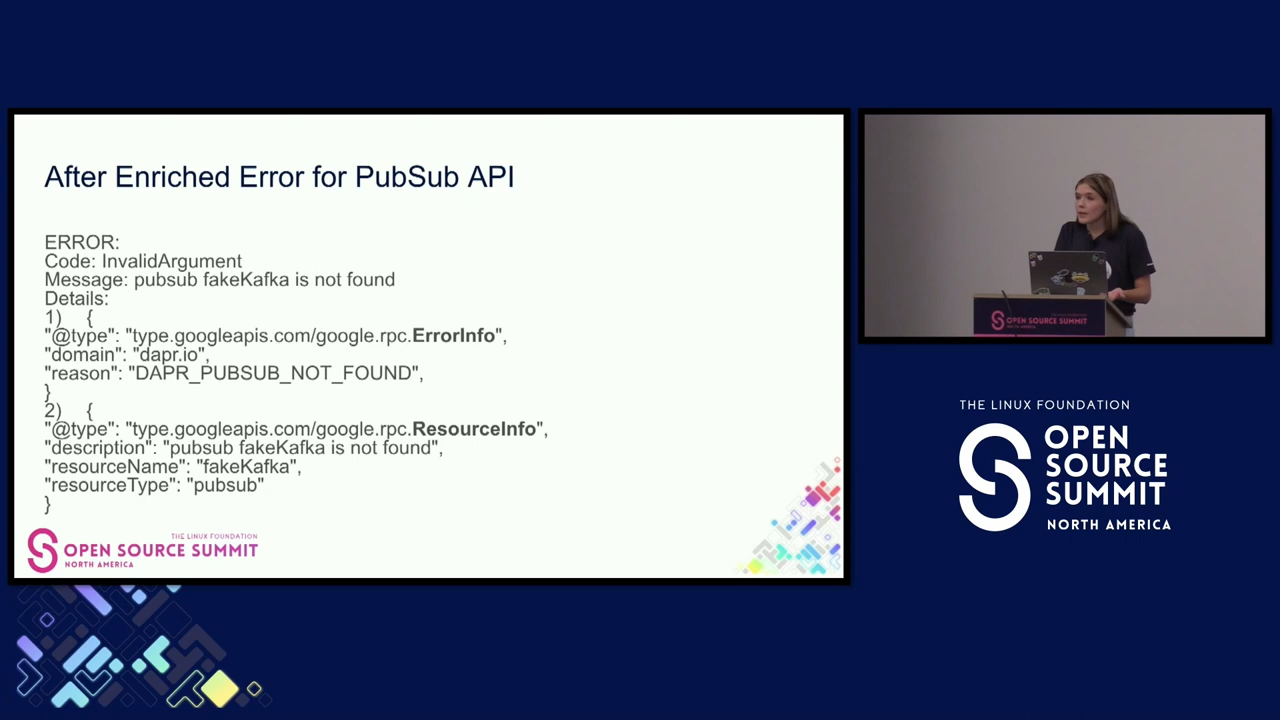 After Enriched Error for PubSub API
ERROR:
Code: InvalidArgument
Message: pubsub fakeKafka is not found
Details:
1) {
"@type": "type.googleapis.com/google.rpc.ErrorInfo",
"domain": "dapr.io",
"reason": "DAPR_PUBSUB_NOT_FOUND",
}
2) {
"@type": "type.googleapis.com/google.rpc.ResourceInfo",
"description": "pubsub fakeKafka is not found",
"resourceName": "fakeKafka",
"resourceType": "pubsub"
}
THE LINUX FOUNDATION
OPEN SOURCE SUMMIT
NORTH AMERICA
OPEN SOURCE SUMMIT
THE LINUX FOUNDATION
OPEN
SOURCE
SUMMIT
NORTH AMERICA